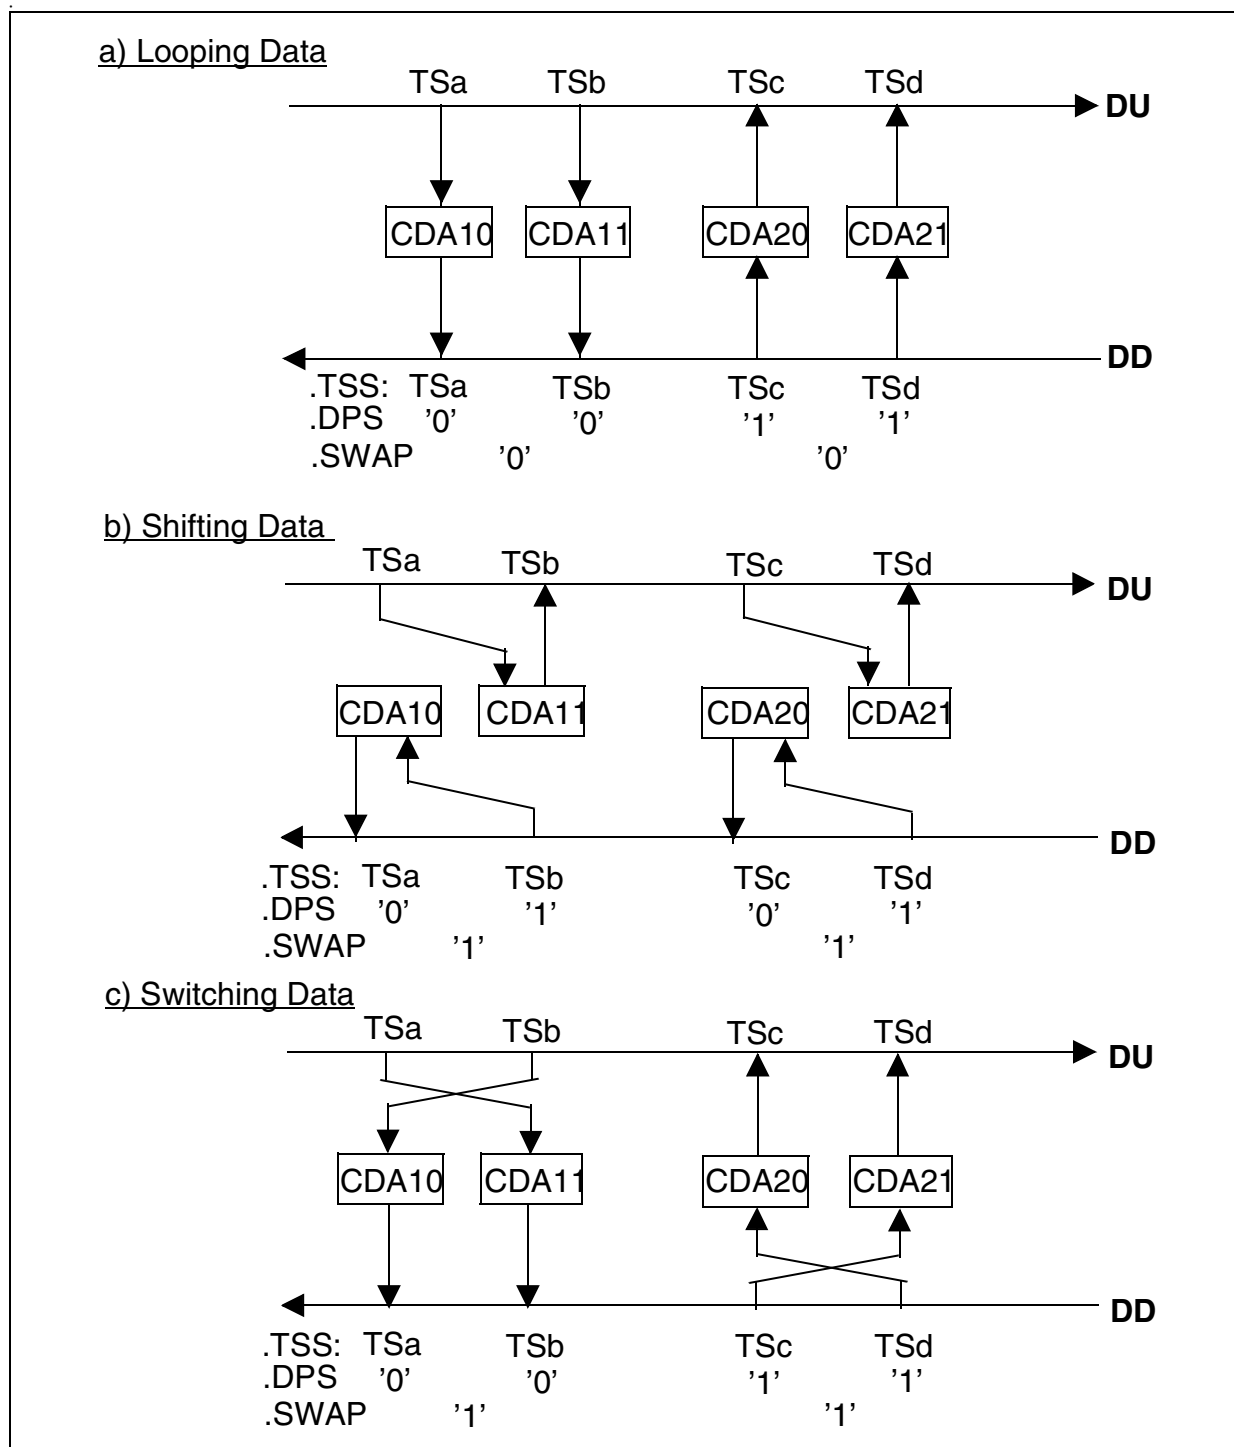 a) Looping Data
TSa TSb TSc TSd
DU
CDA10 CDA11 CDA20 CDA21
DD
.TSS: TSa TSb TSc TSd
.DPS '0' '0' '1' '1'
.SWAP '0' '0'
b) Shifting Data
TSa TSb TSc TSd
DU
CDA10 CDA11 CDA20 CDA21
DD
.TSS: TSa TSb TSc TSd
.DPS '0' '1' '0' '1'
.SWAP '1' '1'
c) Switching Data
TSa TSb TSc TSd
DU
CDA10 CDA11 CDA20 CDA21
DD
.TSS: TSa TSb TSc TSd
.DPS '0' '0' '1' '1'
.SWAP '1' '1'